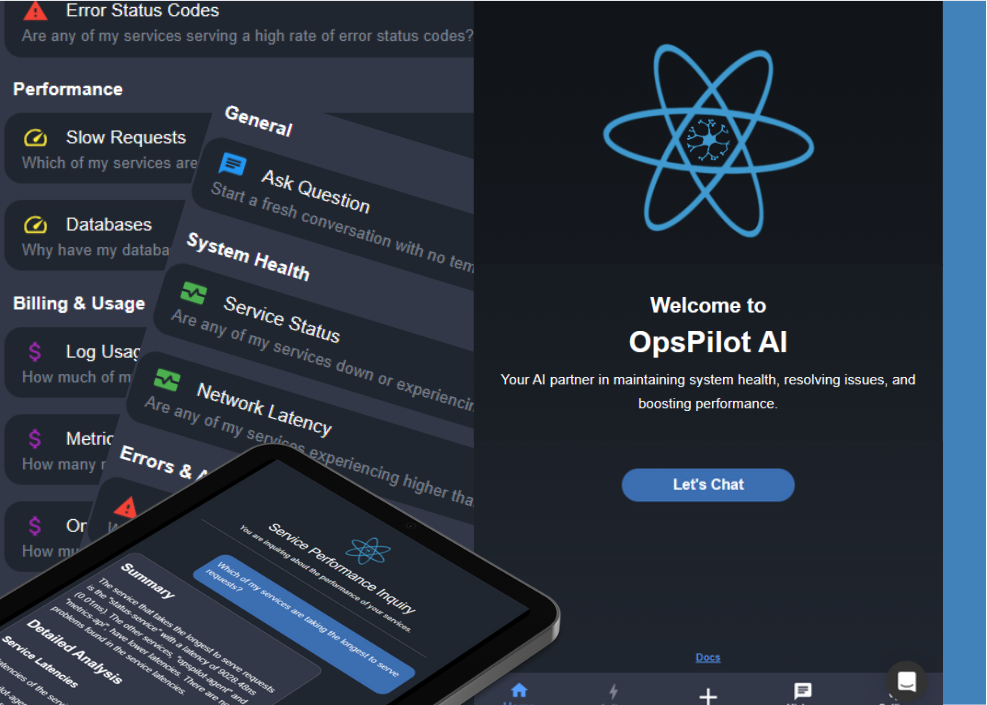 Error Status Codes
Are any of my services serving a high rate of error status codes?
Performance
Slow Requests
Which of my services are
Databases
Why have my databa
Billing & Usage
Log Usag
How much of m
Metric
How many
How mu
General
Ask Question
Start a fresh conversation with no tem
System Health
Service Status
Are any of my services down or experiencin
Network Latency
Are any of my services experiencing higher tha
Errors &
Service Performance Inquiry
You are inquiring about the performance of your services.
Which of my services are taking the longest to serve
requests?
Summary
The service that takes the longest to serve requests
is the "status-service" with a latency of 9028.48ns
(0.01ms). The other services, "opspilot-agent" and
"metrics-api", have lower latencies. There are no
problems found in the service latencies.
Detailed Analysis
Service Latencies
atencies of the
Welcome to
OpsPilot AI
Your AI partner in maintaining system health, resolving issues, and
boosting performance.
Let's Chat
Docs